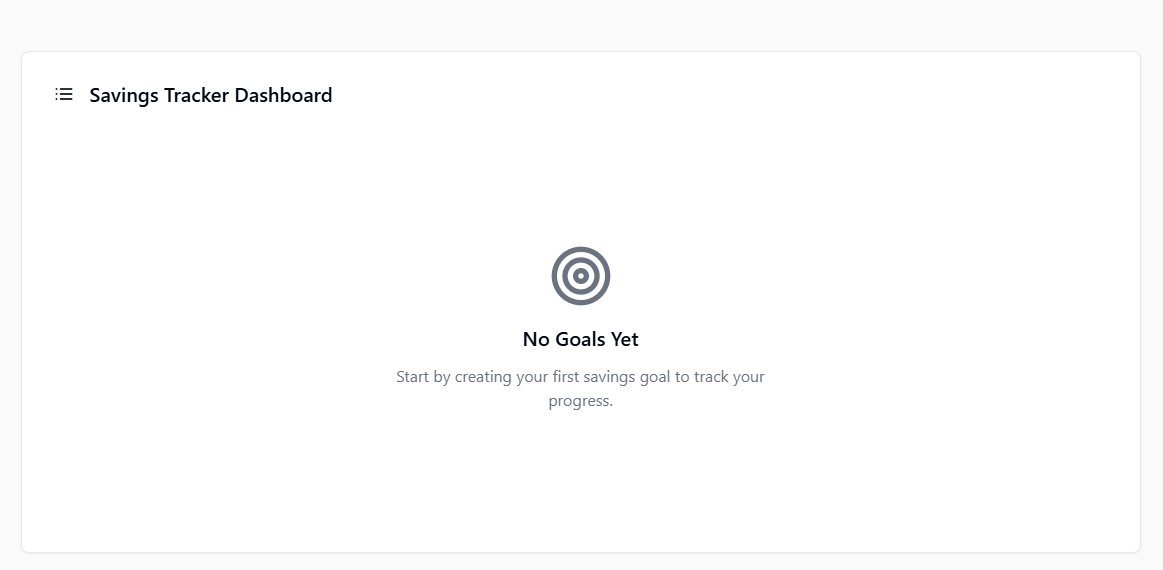 Savings Tracker Dashboard
No Goals Yet
Start by creating your first savings goal to track your
progress.